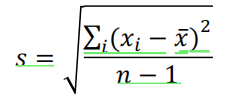 s = √(∑ᵢ(xᵢ − x̄)² / (n − 1))